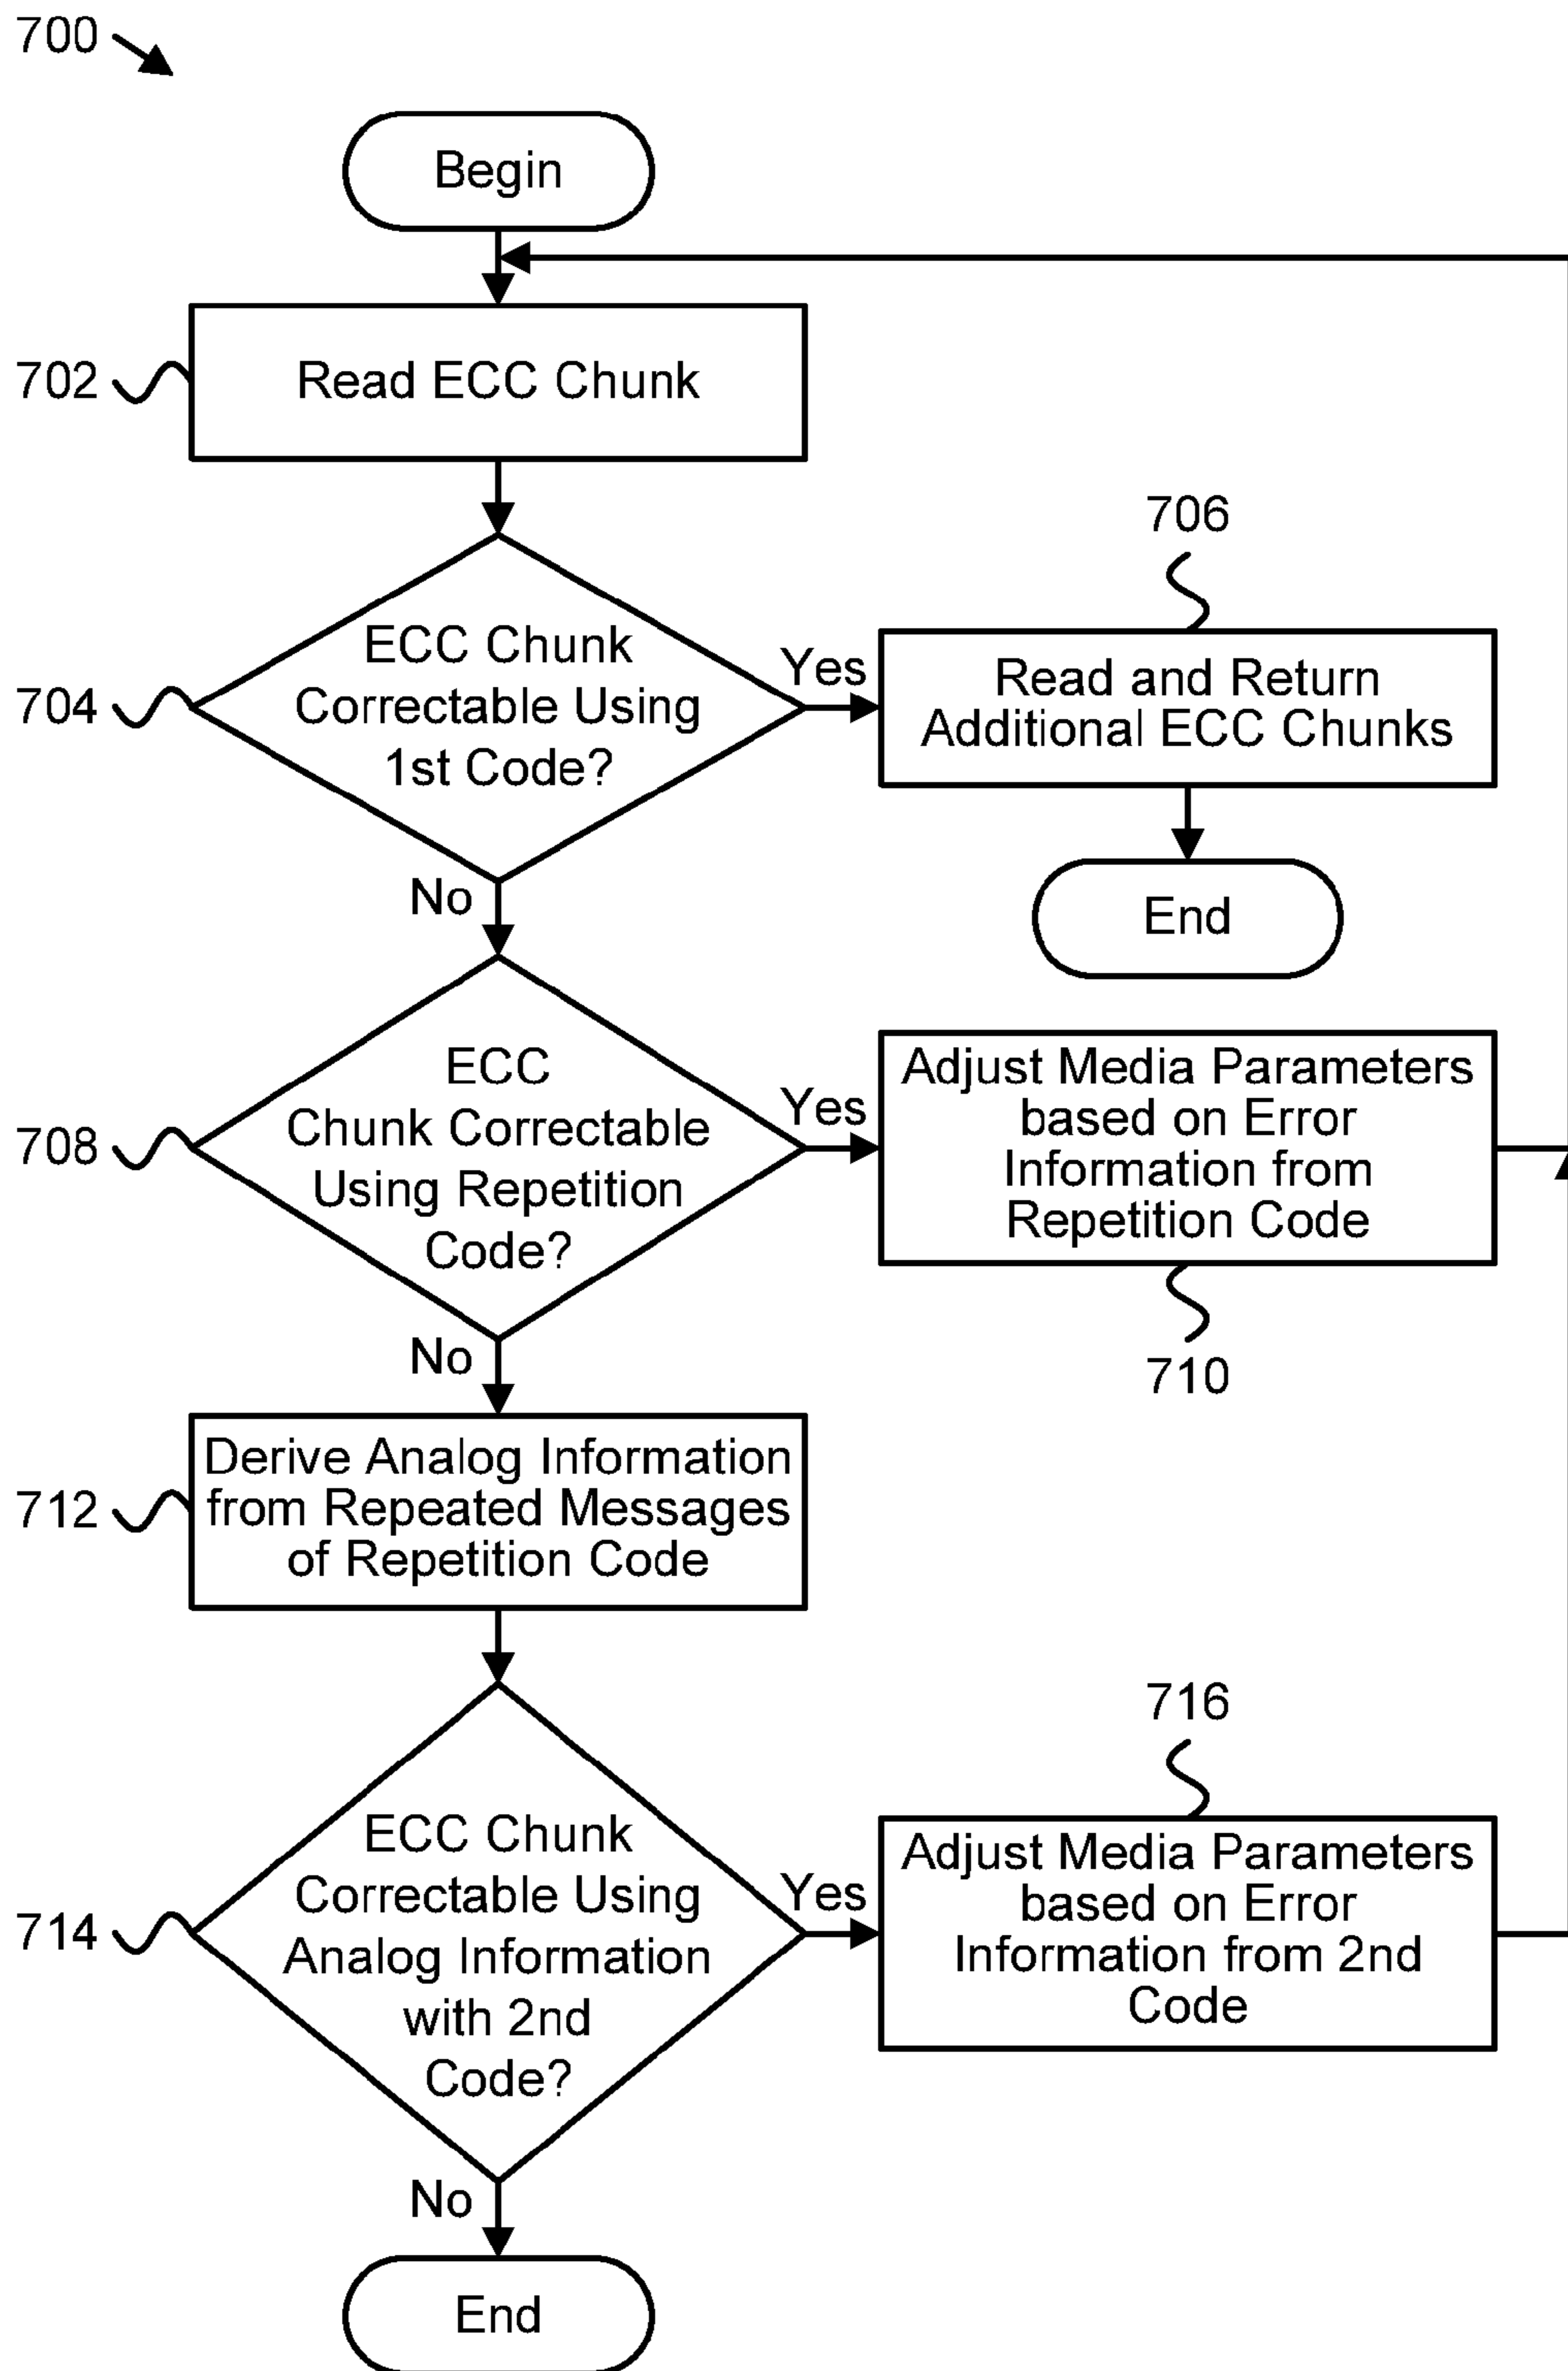 700
Begin
702
Read ECC Chunk
704
ECC Chunk
Correctable Using
1st Code?
Yes
706
Read and Return
Additional ECC Chunks
End
No
708
ECC
Chunk Correctable
Using Repetition
Code?
Yes
Adjust Media Parameters
based on Error
Information from
Repetition Code
710
No
712
Derive Analog Information
from Repeated Messages
of Repetition Code
714
ECC Chunk
Correctable Using
Analog Information
with 2nd
Code?
Yes
716
Adjust Media Parameters
based on Error
Information from 2nd
Code
No
End